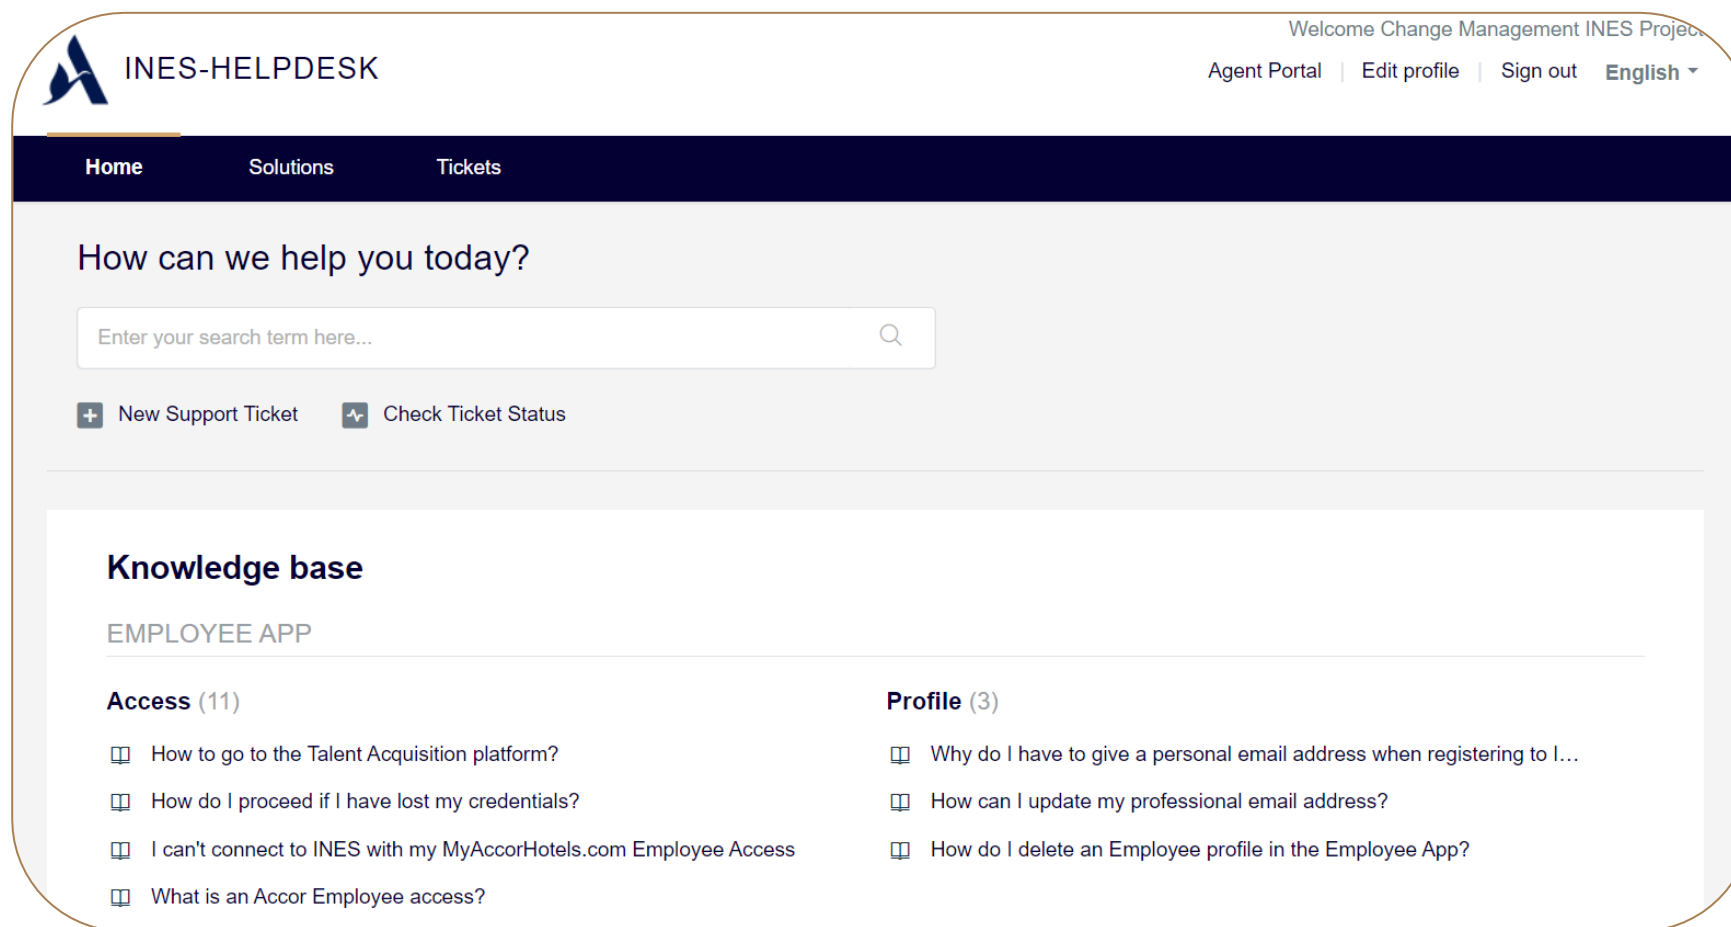 Welcome Change Management INES Project
INES-HELPDESK
Agent Portal Edit profile Sign out English
Home Solutions Tickets
How can we help you today?
Enter your search term here...
New Support Ticket Check Ticket Status
Knowledge base
EMPLOYEE APP
Access (11)
How to go to the Talent Acquisition platform?
How do I proceed if I have lost my credentials?
I can't connect to INES with my MyAccorHotels.com Employee Access
What is an Accor Employee access?
Profile (3)
Why do I have to give a personal email address when registering to I...
How can I update my professional email address?
How do I delete an Employee profile in the Employee App?